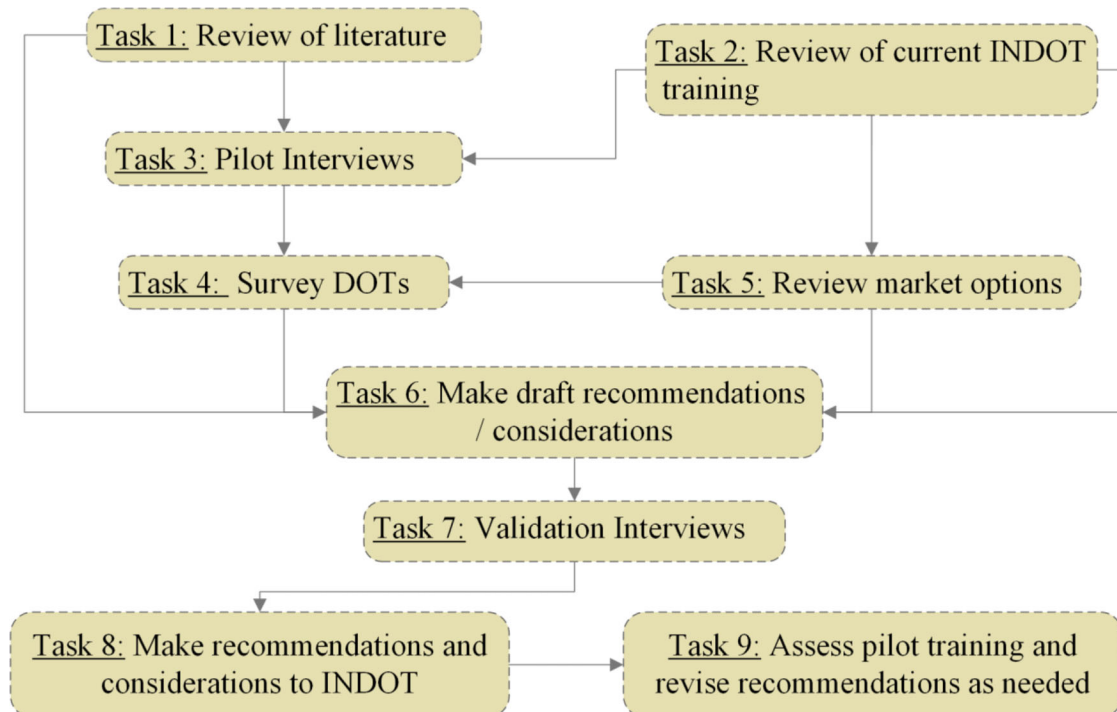 Task 1: Review of literature
Task 2: Review of current INDOT
training
Task 3: Pilot Interviews
Task 4: Survey DOTs
Task 5: Review market options
Task 6: Make draft recommendations
/ considerations
Task 7: Validation Interviews
Task 8: Make recommendations and
considerations to INDOT
Task 9: Assess pilot training and
revise recommendations as needed